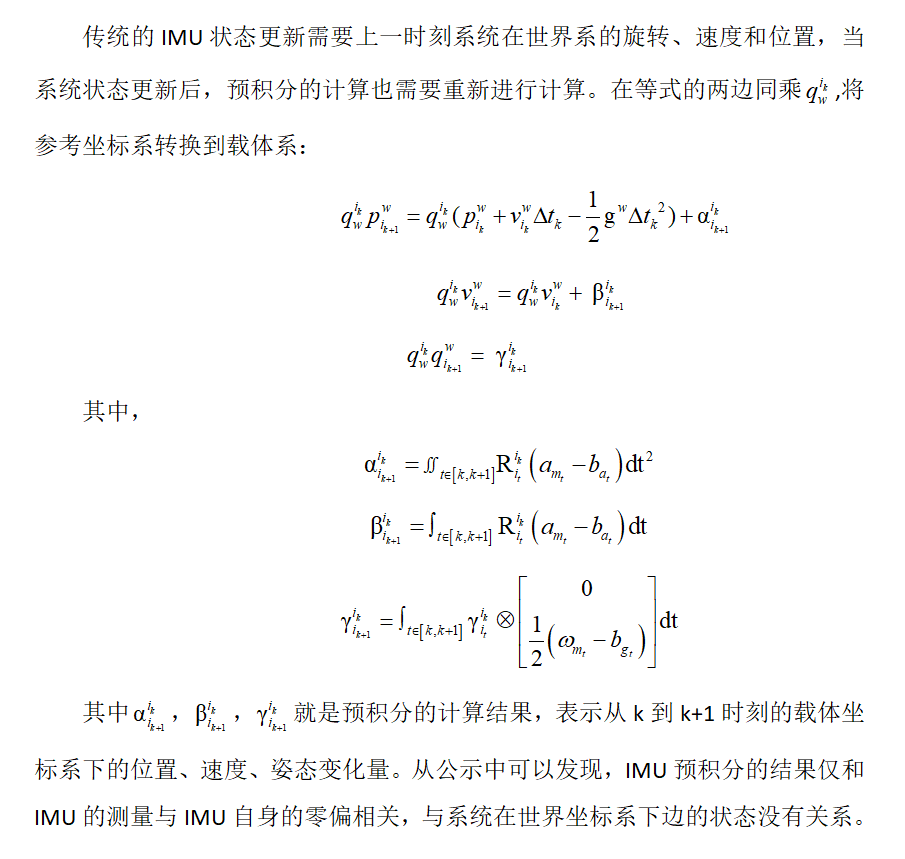 传统的 IMU 状态更新需要上一时刻系统在世界系的旋转、速度和位置，当
系统状态更新后，预积分的计算也需要重新进行计算。在等式的两边同乘 $q_w^{i_k}$ ,将
参考坐标系转换到载体系：
$q_w^{i_k} p_{i_{k+1}}^w = q_w^{i_k} (p_{i_k}^w + v_{i_k}^w \Delta t_k - \frac{1}{2} \mathrm{g}^w \Delta t_k^2) + \alpha_{i_{k+1}}^{i_k}$
$q_w^{i_k} v_{i_{k+1}}^w = q_w^{i_k} v_{i_k}^w + \beta_{i_{k+1}}^{i_k}$
$q_w^{i_k} q_{i_{k+1}}^w = \gamma_{i_{k+1}}^{i_k}$
其中，
$\alpha_{i_{k+1}}^{i_k} = \iint_{t\in[k,k+1]} \mathrm{R}_{i_t}^{i_k} \left( a_{m_t} - b_{a_t} \right) \mathrm{dt}^2$
$\beta_{i_{k+1}}^{i_k} = \int_{t\in[k,k+1]} \mathrm{R}_{i_t}^{i_k} \left( a_{m_t} - b_{a_t} \right) \mathrm{dt}$
$\gamma_{i_{k+1}}^{i_k} = \int_{t\in[k,k+1]} \gamma_{i_t}^{i_k} \otimes \begin{bmatrix} 0 \\ \frac{1}{2} \left( \omega_{m_t} - b_{g_t} \right) \end{bmatrix} \mathrm{dt}$
其中 $\alpha_{i_{k+1}}^{i_k}$ ，$\beta_{i_{k+1}}^{i_k}$ ，$\gamma_{i_{k+1}}^{i_k}$ 就是预积分的计算结果，表示从 k 到 k+1 时刻的载体坐
标系下的位置、速度、姿态变化量。从公示中可以发现，IMU 预积分的结果仅和
IMU 的测量与 IMU 自身的零偏相关，与系统在世界坐标系下边的状态没有关系。